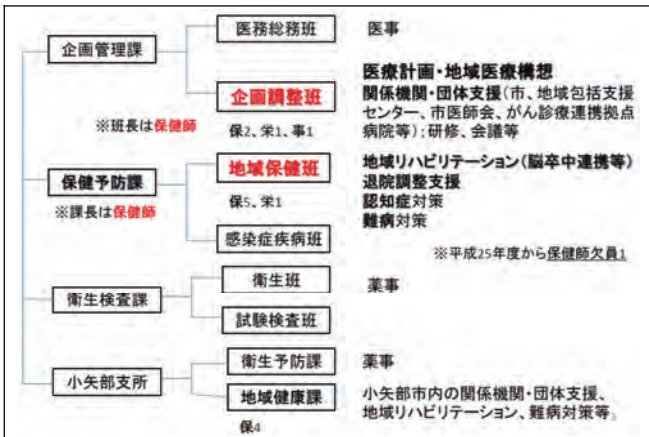 医務総務班 医事
企画管理課
医療計画・地域医療構想
企画調整班 関係機関・団体支援(市、地域包括支援
センター、市医師会、がん診療連携拠点
※班長は保健師 保2、栄1、事1 病院等);研修、会議等
地域保健班 地域リハビリテーション(脳卒中連携等)
保健予防課 退院調整支援
※課長は保健師 保5、栄1 認知症対策
難病対策
感染症疾病班
※平成25年度から保健師欠員1
衛生班 薬事
衛生検査課
試験検査班
衛生予防課 薬事
小矢部支所
地域健康課 小矢部市内の関係機関・団体支援、
地域リハビリテーション、難病対策等。
保4